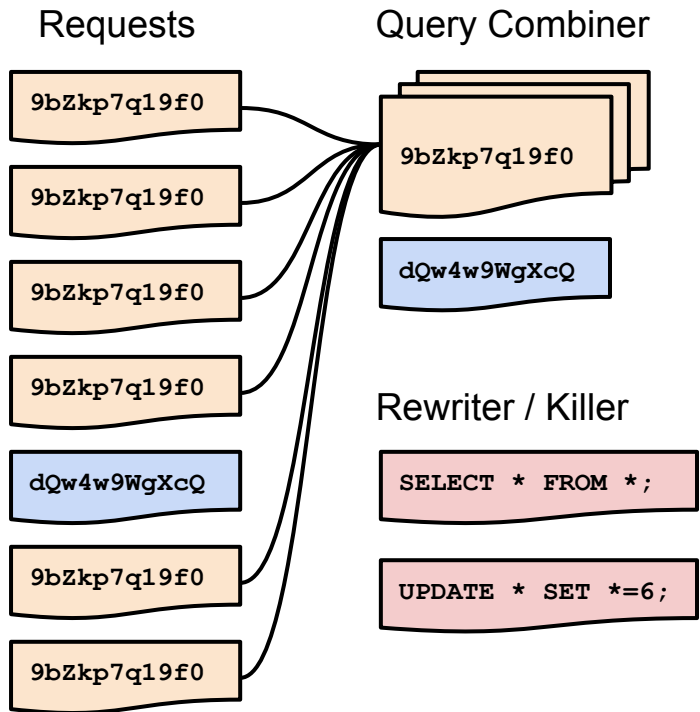 Requests
9bZkp7q19f0
9bZkp7q19f0
9bZkp7q19f0
9bZkp7q19f0
dQw4w9WgXcQ
9bZkp7q19f0
9bZkp7q19f0
Query Combiner
9bZkp7q19f0
dQw4w9WgXcQ
Rewriter / Killer
SELECT * FROM *;
UPDATE * SET *=6;